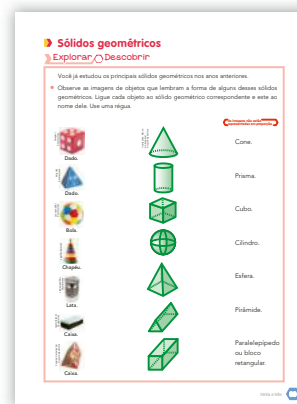 Sólidos geométricos
Explorar Descobrir
Você já estudou os principais sólidos geométricos nos anos anteriores.
Observe as imagens de objetos que lembram a forma de alguns desses sólidos
geométricos. Ligue cada objeto ao sólido geométrico correspondente e este ao
nome dele. Use uma régua.
Dado.
Cone.
Dado.
Prisma.
Bola.
Cubo.
Chapéu.
Cilindro.
Lata.
Esfera.
Caixa.
Pirâmide.
Caixa.
Paralelepípedo
ou bloco
retangular.